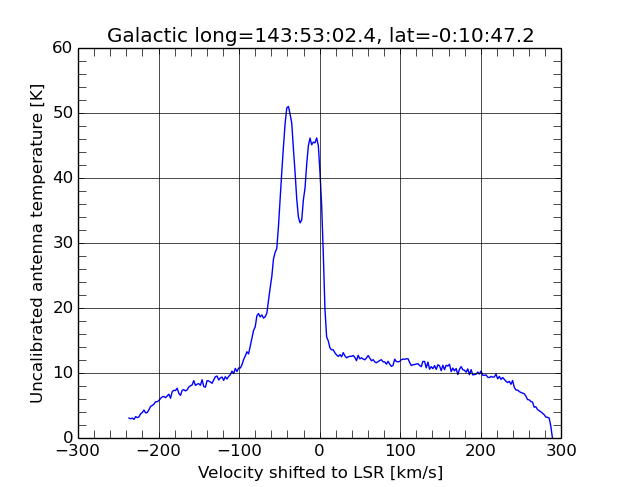 Galactic long=143:53:02.4, lat=-0:10:47.2
60
50
40
30
20
10
0
Uncalibrated antenna temperature [K]
−300 −200 −100 0 100 200 300
Velocity shifted to LSR [km/s]